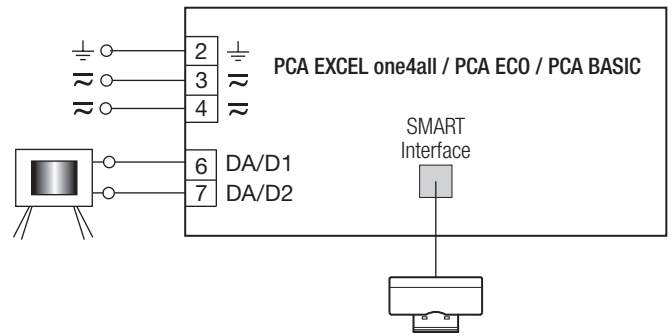 PCA EXCEL one4all / PCA ECO / PCA BASIC
2
3
4
SMART
Interface
6 DA/D1
7 DA/D2